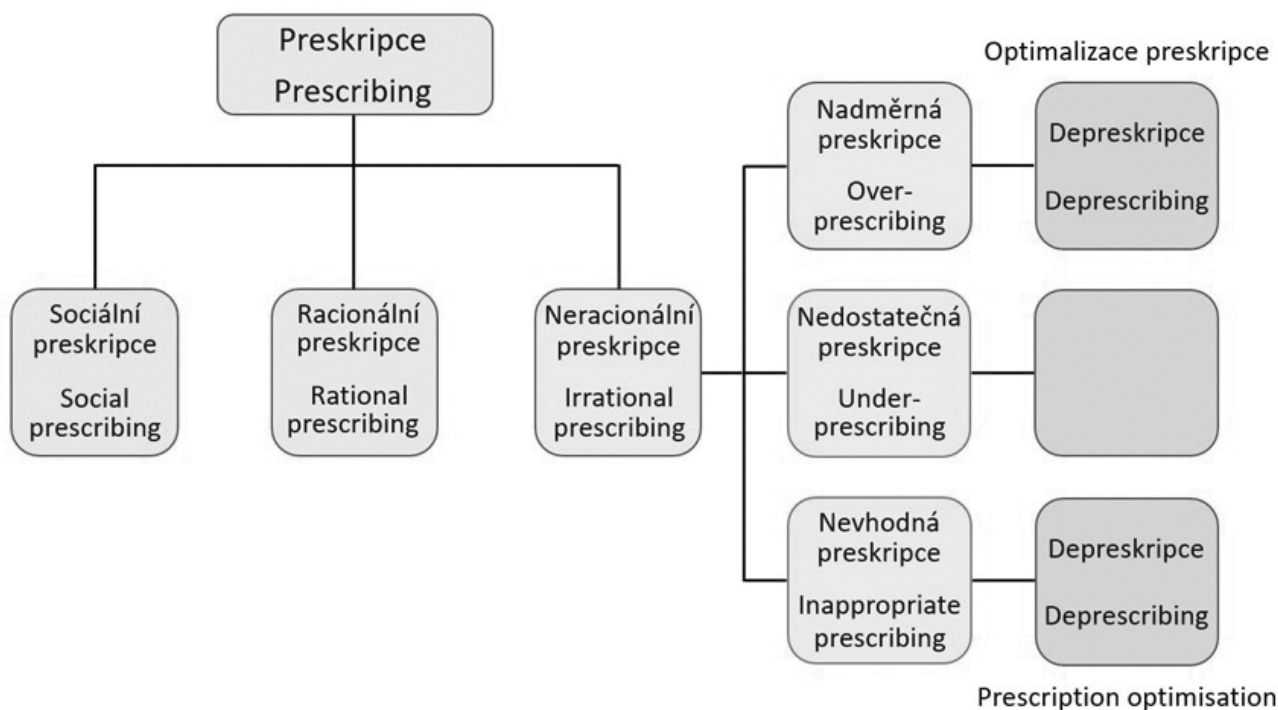 Preskripce
Prescribing
Sociální
preskripce
Social
prescribing
Racionální
preskripce
Rational
prescribing
Neracionální
preskripce
Irrational
prescribing
Nadměrná
preskripce
Over-
prescribing
Nedostatečná
preskripce
Under-
prescribing
Nevhodná
preskripce
Inappropriate
prescribing
Optimalizace preskripce
Depreskripce
Deprescribing
Depreskripce
Deprescribing
Prescription optimisation